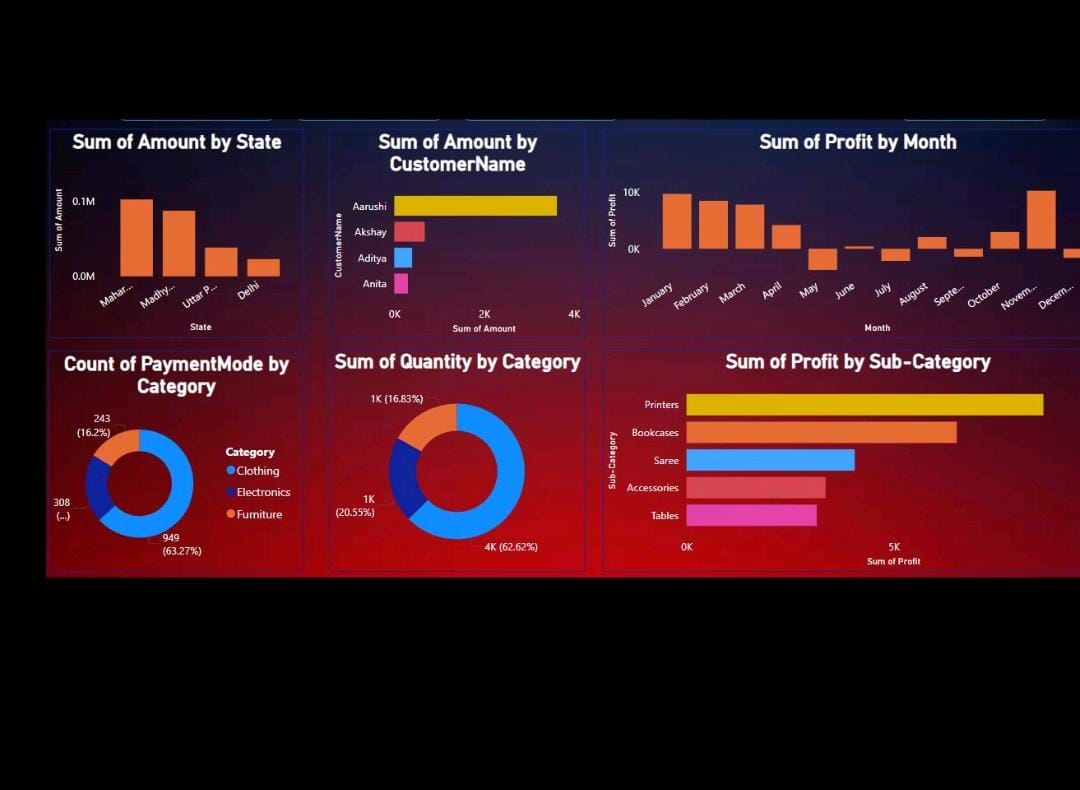 Sum of Amount by State
Sum of Amount
0.1M
0.0M
Mahar...
Madhy...
Uttar P...
Delhi
State
Sum of Amount by
CustomerName
CustomerName
Aarushi
Akshay
Aditya
Anita
0K
2K
4K
Sum of Amount
Sum of Profit by Month
Sum of Profit
10K
0K
January
February
March
April
May
June
July
August
Septe...
October
Novem...
Decem...
Month
Count of PaymentMode by
Category
243
(16.2%)
308
(...)
949
(63.27%)
Category
Clothing
Electronics
Furniture
Sum of Quantity by Category
1K (16.83%)
1K
(20.55%)
4K (62.62%)
Sum of Profit by Sub-Category
Sub-Category
Printers
Bookcases
Saree
Accessories
Tables
0K
5K
Sum of Profit